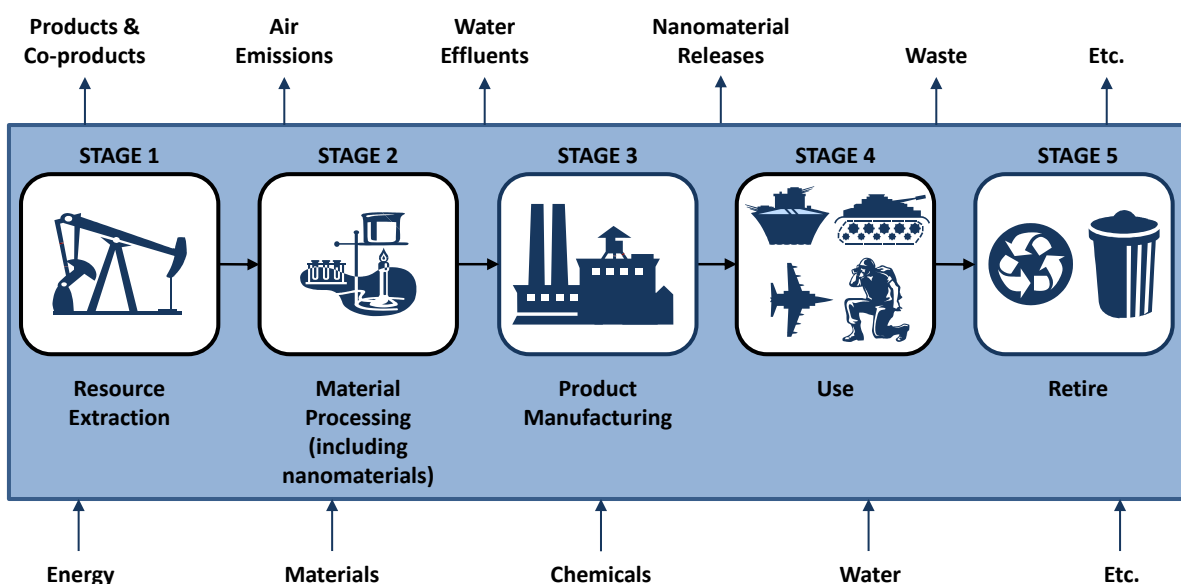 Products &
Co-products
Air
Emissions
Water
Effluents
Nanomaterial
Releases
Waste
Etc.
STAGE 1
STAGE 2
STAGE 3
STAGE 4
STAGE 5
Resource
Extraction
Material
Processing
(including
nanomaterials)
Product
Manufacturing
Use
Retire
Energy
Materials
Chemicals
Water
Etc.